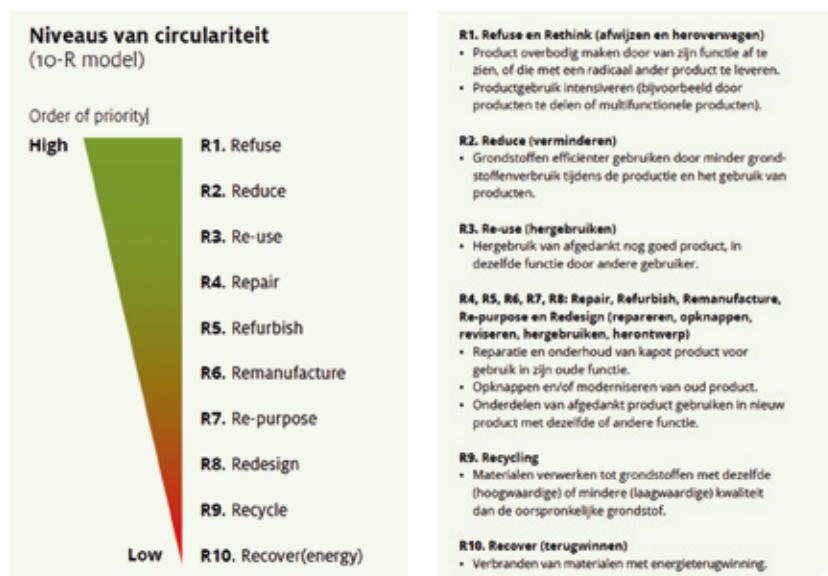 Niveaus van circulariteit
(10-R model)
Order of priority
High
R1. Refuse
R2. Reduce
R3. Re-use
R4. Repair
R5. Refurbish
R6. Remanufacture
R7. Re-purpose
R8. Redesign
R9. Recycle
Low
R10. Recover(energy)
R1. Refuse en Rethink (afwijzen en heroverwegen)
• Product overbodig maken door van zijn functie af te
zien, of die met een radicaal ander product te leveren.
• Productgebruik intensiveren (bijvoorbeeld door
producten te delen of multifunctionele producten).
R2. Reduce (verminderen)
• Grondstoffen efficiënter gebruiken door minder grond-
stoffenverbruik tijdens de productie en het gebruik van
producten.
R3. Re-use (hergebruiken)
• Hergebruik van afgedankt nog goed product, in
dezelfde functie door andere gebruiker.
R4, R5, R6, R7, R8: Repair, Refurbish, Remanufacture,
Re-purpose en Redesign (repareren, opknappen,
reviseren, hergebruiken, herontwerp)
• Reparatie en onderhoud van kapot product voor
gebruik in zijn oude functie.
• Opknappen en/of moderniseren van oud product.
• Onderdelen van afgedankt product gebruiken in nieuw
product met dezelfde of andere functie.
R9. Recycling
• Materialen verwerken tot grondstoffen met dezelfde
(hoogwaardige) of mindere (laagwaardige) kwaliteit
dan de oorspronkelijke grondstof.
R10. Recover (terugwinnen)
• Verbranden van materialen met energieterugwinning.